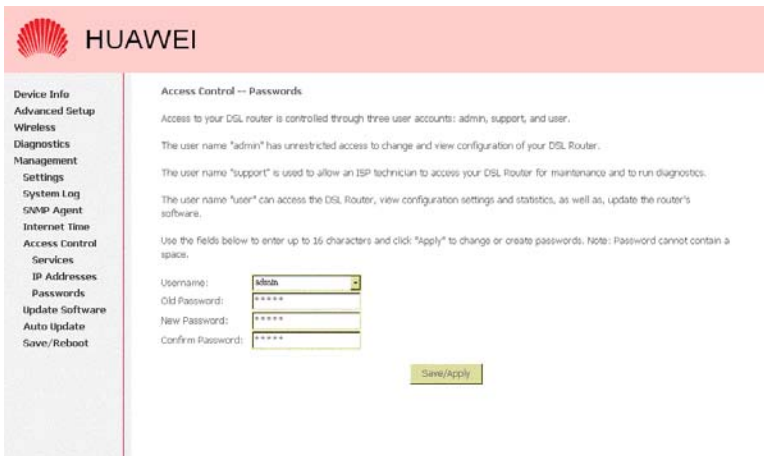 HUAWEI
Device Info
Advanced Setup
Wireless
Diagnostics
Management
Settings
System Log
SNMP Agent
Internet Time
Access Control
Services
IP Addresses
Passwords
Update Software
Auto Update
Save/Reboot
Access Control -- Passwords
Access to your DSL router is controlled through three user accounts: admin, support, and user.
The user name "admin" has unrestricted access to change and view configuration of your DSL Router.
The user name "support" is used to allow an ISP technician to access your DSL Router for maintenance and to run diagnostics.
The user name "user" can access the DSL Router, view configuration settings and statistics, as well as, update the router's
software.
Use the fields below to enter up to 16 characters and click "Apply" to change or create passwords. Note: Password cannot contain a
space.
Username: admin
Old Password: *****
New Password: *****
Confirm Password: *****
Save/Apply